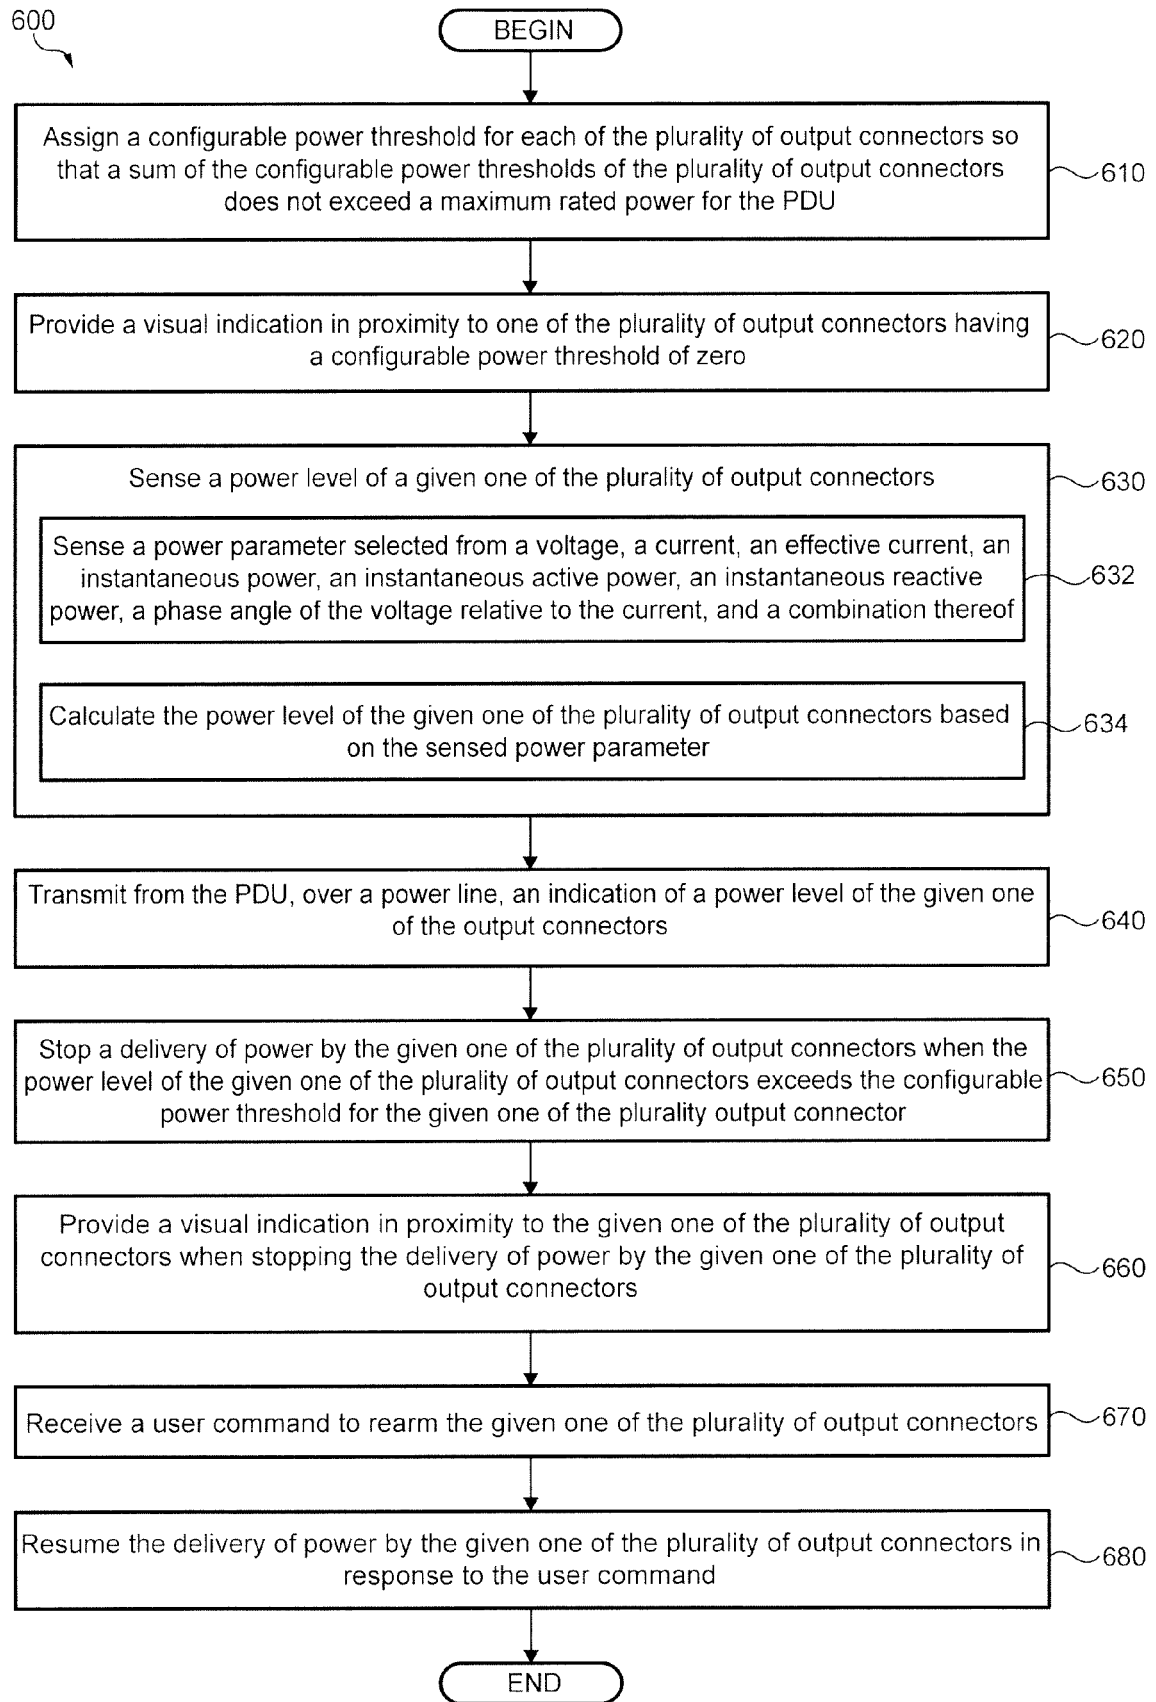 600
BEGIN
Assign a configurable power threshold for each of the plurality of output connectors so
that a sum of the configurable power thresholds of the plurality of output connectors
does not exceed a maximum rated power for the PDU
610
Provide a visual indication in proximity to one of the plurality of output connectors having
a configurable power threshold of zero
620
Sense a power level of a given one of the plurality of output connectors
630
Sense a power parameter selected from a voltage, a current, an effective current, an
instantaneous power, an instantaneous active power, an instantaneous reactive
power, a phase angle of the voltage relative to the current, and a combination thereof
632
Calculate the power level of the given one of the plurality of output connectors based
on the sensed power parameter
634
Transmit from the PDU, over a power line, an indication of a power level of the given one
of the output connectors
640
Stop a delivery of power by the given one of the plurality of output connectors when the
power level of the given one of the plurality of output connectors exceeds the configurable
power threshold for the given one of the plurality output connector
650
Provide a visual indication in proximity to the given one of the plurality of output
connectors when stopping the delivery of power by the given one of the plurality of
output connectors
660
Receive a user command to rearm the given one of the plurality of output connectors
670
Resume the delivery of power by the given one of the plurality of output connectors in
response to the user command
680
END